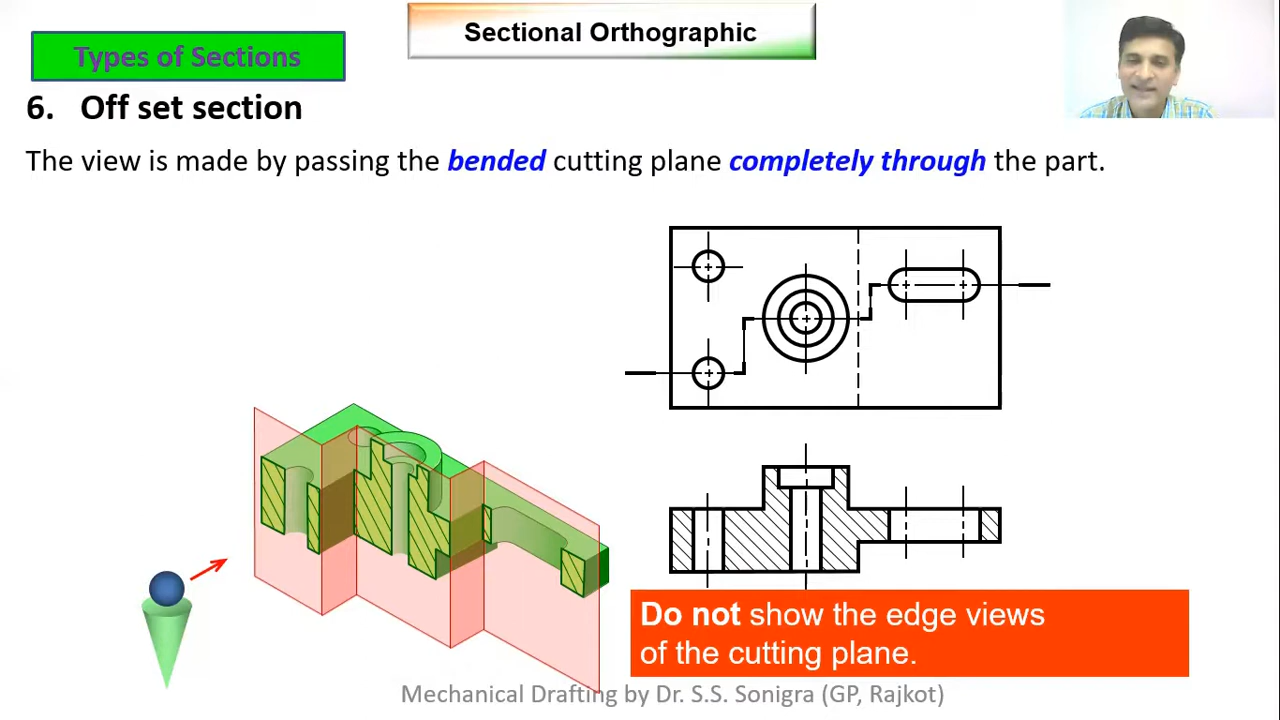 Sectional Orthographic
Types of Sections
6. Off set section
The view is made by passing the bended cutting plane completely through the part.
Do not show the edge views
of the cutting plane.
Mechanical Drafting by Dr. S.S. Sonigra (GP, Rajkot)